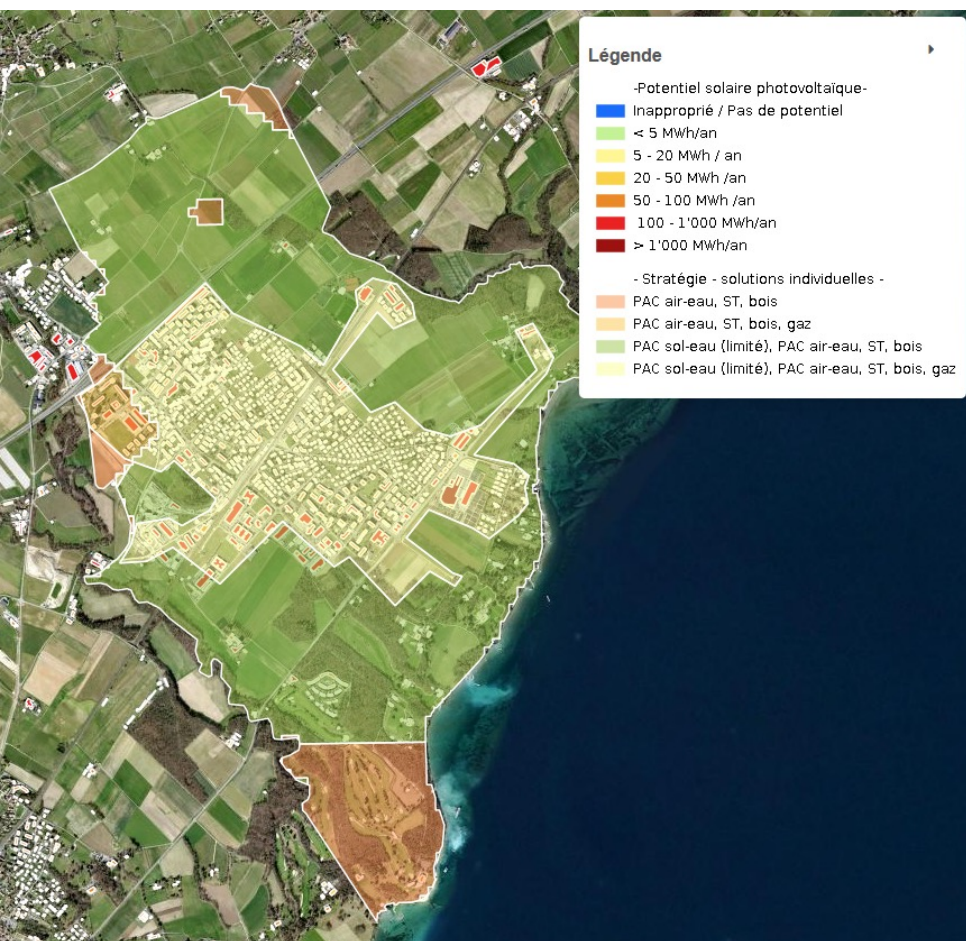 Légende
-Potentiel solaire photovoltaïque-
Inapproprié / Pas de potentiel
< 5 MWh/an
5 - 20 MWh / an
20 - 50 MWh /an
50 - 100 MWh /an
100 - 1'000 MWh/an
> 1'000 MWh/an
- Stratégie - solutions individuelles -
PAC air-eau, ST, bois
PAC air-eau, ST, bois, gaz
PAC sol-eau (limité), PAC air-eau, ST, bois
PAC sol-eau (limité), PAC air-eau, ST, bois, gaz